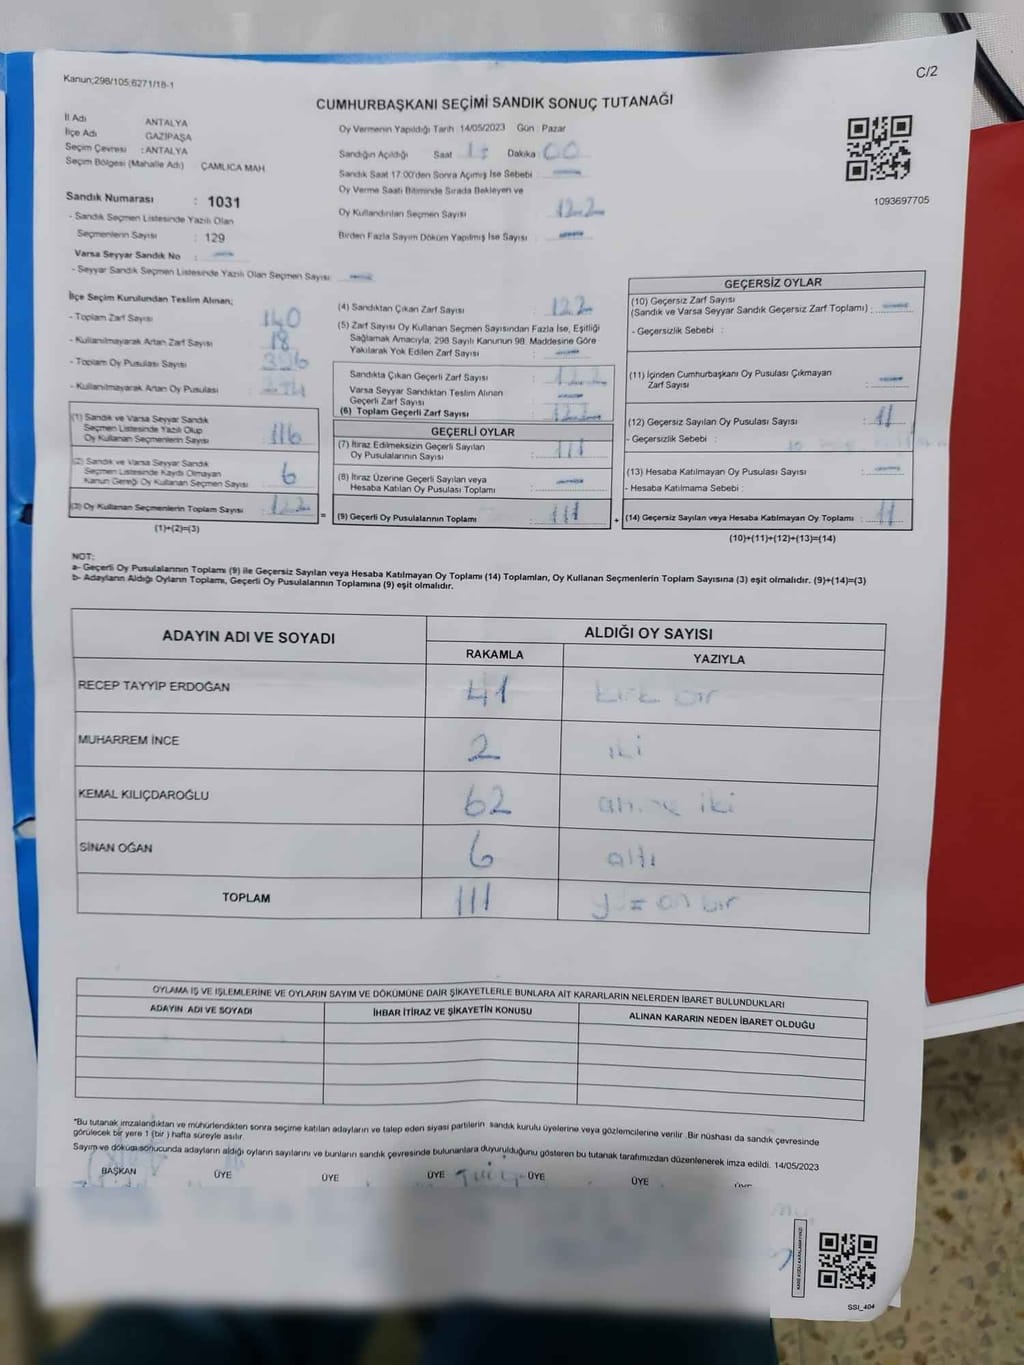 Kanun;298/105;6271/18-1
C/2
CUMHURBAŞKANI SEÇİMİ SANDIK SONUÇ TUTANAĞI
İl Adı ANTALYA
İlçe Adı GAZİPAŞA
Seçim Çevresi : ANTALYA
Seçim Bölgesi (Mahalle Adı) ÇAMLICA MAH
Oy Vermenin Yapıldığı Tarih :14/05/2023 Gün : Pazar
Sandığın Açıldığı Saat Dakika 00
Sandık Saat 17:00'den Sonra Açımış İse Sebebi :
Oy Verme Saati Bitiminde Sırada Bekleyen ve
Oy Kullandırılan Seçmen Sayısı 122
Birden Fazla Sayım Döküm Yapılmış İse Sayısı :
1093697705
Sandık Numarası : 1031
- Sandık Seçmen Listesinde Yazılı Olan
Seçmenlerin Sayısı : 129
Varsa Seyyar Sandık No :
- Seyyar Sandık Seçmen Listesinde Yazılı Olan Seçmen Sayısı
İlçe Seçim Kurulundan Teslim Alınan;
- Toplam Zarf Sayısı 140
- Kullanılmayarak Artan Zarf Sayısı 18
- Toplam Oy Pusulası Sayısı
- Kullanılmayarak Artan Oy Pusulası
(1) Sandık ve Varsa Seyyar Sandık
Seçmen Listesinde Yazılı Olup
Oy Kullanan Seçmenlerin Sayısı 116
(2) Sandık ve Varsa Seyyar Sandık
Seçmen Listesinde Kaydı Olmayan
Kanun Gereği Oy Kullanan Seçmen Sayısı 6
(3) Oy Kullanan Seçmenlerin Toplam Sayısı : 122
(1)+(2)=(3)
(4) Sandıktan Çıkan Zarf Sayısı : 122
(5) Zarf Sayısı Oy Kullanan Seçmen Sayısından Fazla İse, Eşitliği
Sağlamak Amacıyla, 298 Sayılı Kanunun 98. Maddesine Göre
Yakılarak Yok Edilen Zarf Sayısı :
Sandıkta Çıkan Geçerli Zarf Sayısı : 122
Varsa Seyyar Sandıktan Teslim Alınan
Geçerli Zarf Sayısı
(6) Toplam Geçerli Zarf Sayısı : 122
GEÇERLİ OYLAR
(7) İtiraz Edilmeksizin Geçerli Sayılan
Oy Pusulalarının Sayısı : 111
(8) İtiraz Üzerine Geçerli Sayılan veya
Hesaba Katılan Oy Pusulası Toplamı :
= (9) Geçerli Oy Pusulalarının Toplamı : 111
GEÇERSİZ OYLAR
(10) Geçersiz Zarf Sayısı
(Sandık ve Varsa Seyyar Sandık Geçersiz Zarf Toplamı) :
- Geçersizlik Sebebi :
(11) İçinden Cumhurbaşkanı Oy Pusulası Çıkmayan
Zarf Sayısı :
(12) Geçersiz Sayılan Oy Pusulası Sayısı : 11
- Geçersizlik Sebebi :
(13) Hesaba Katılmayan Oy Pusulası Sayısı :
- Hesaba Katılmama Sebebi :
+ (14) Geçersiz Sayılan veya Hesaba Katılmayan Oy Toplamı : 11
(10)+(11)+(12)+(13)=(14)
NOT:
a- Geçerli Oy Pusulalarının Toplamı (9) ile Geçersiz Sayılan veya Hesaba Katılmayan Oy Toplamı (14) Toplamları, Oy Kullanan Seçmenlerin Toplam Sayısına (3) eşit olmalıdır. (9)+(14)=(3)
b- Adayların Aldığı Oyların Toplamı, Geçerli Oy Pusulalarının Toplamına (9) eşit olmalıdır.
ADAYIN ADI VE SOYADI ALDIĞI OY SAYISI
RAKAMLA YAZIYLA
RECEP TAYYİP ERDOĞAN 41 kırk bir
MUHARREM İNCE 2 iki
KEMAL KILIÇDAROĞLU 62 iki
SİNAN OĞAN 6 altı
TOPLAM 111 yüz on bir
OYLAMA İŞ VE İŞLEMLERİNE VE OYLARIN SAYIM VE DÖKÜMÜNE DAİR ŞİKAYETLERLE BUNLARA AİT KARARLARIN NELERDEN İBARET BULUNDUKLARI
ADAYIN ADI VE SOYADI İHBAR İTİRAZ VE ŞİKAYETİN KONUSU ALINAN KARARIN NEDEN İBARET OLDUĞU
*Bu tutanak imzalandıktan ve mühürlendikten sonra seçime katılan adayların ve talep eden siyasi partilerin sandık kurulu üyelerine veya gözlemcilerine verilir .Bir nüshası da sandık çevresinde
görülecek bir yere 1 (bir ) hafta süreyle asılır.
Sayım ve döküm sonucunda adayların aldığı oyların sayılarını ve bunların sandık çevresinde bulunanlara duyurulduğunu gösteren bu tutanak tarafımızdan düzenlenerek imza edildi. 14/05/2023
BAŞKAN ÜYE ÜYE ÜYE ÜYE ÜYE
SSI_404